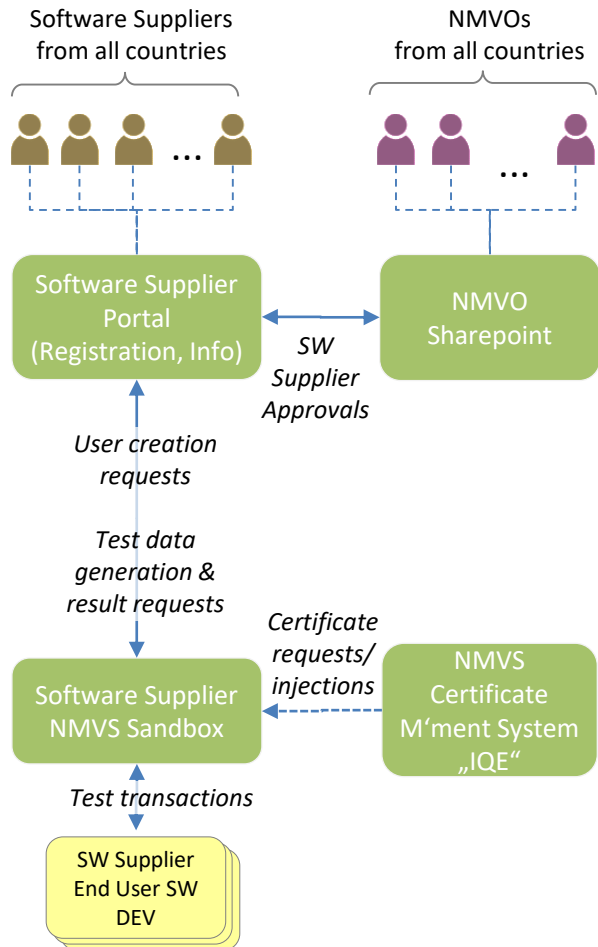 Software Suppliers
from all countries
NMVOs
from all countries
...
...
Software Supplier
Portal
(Registration, Info)
NMVO
Sharepoint
SW
Supplier
Approvals
User creation
requests
Test data
generation &
result requests
Certificate
requests/
injections
Software Supplier
NMVS Sandbox
NMVS
Certificate
M‘ment System
„IQE“
Test transactions
SW Supplier
End User SW
DEV